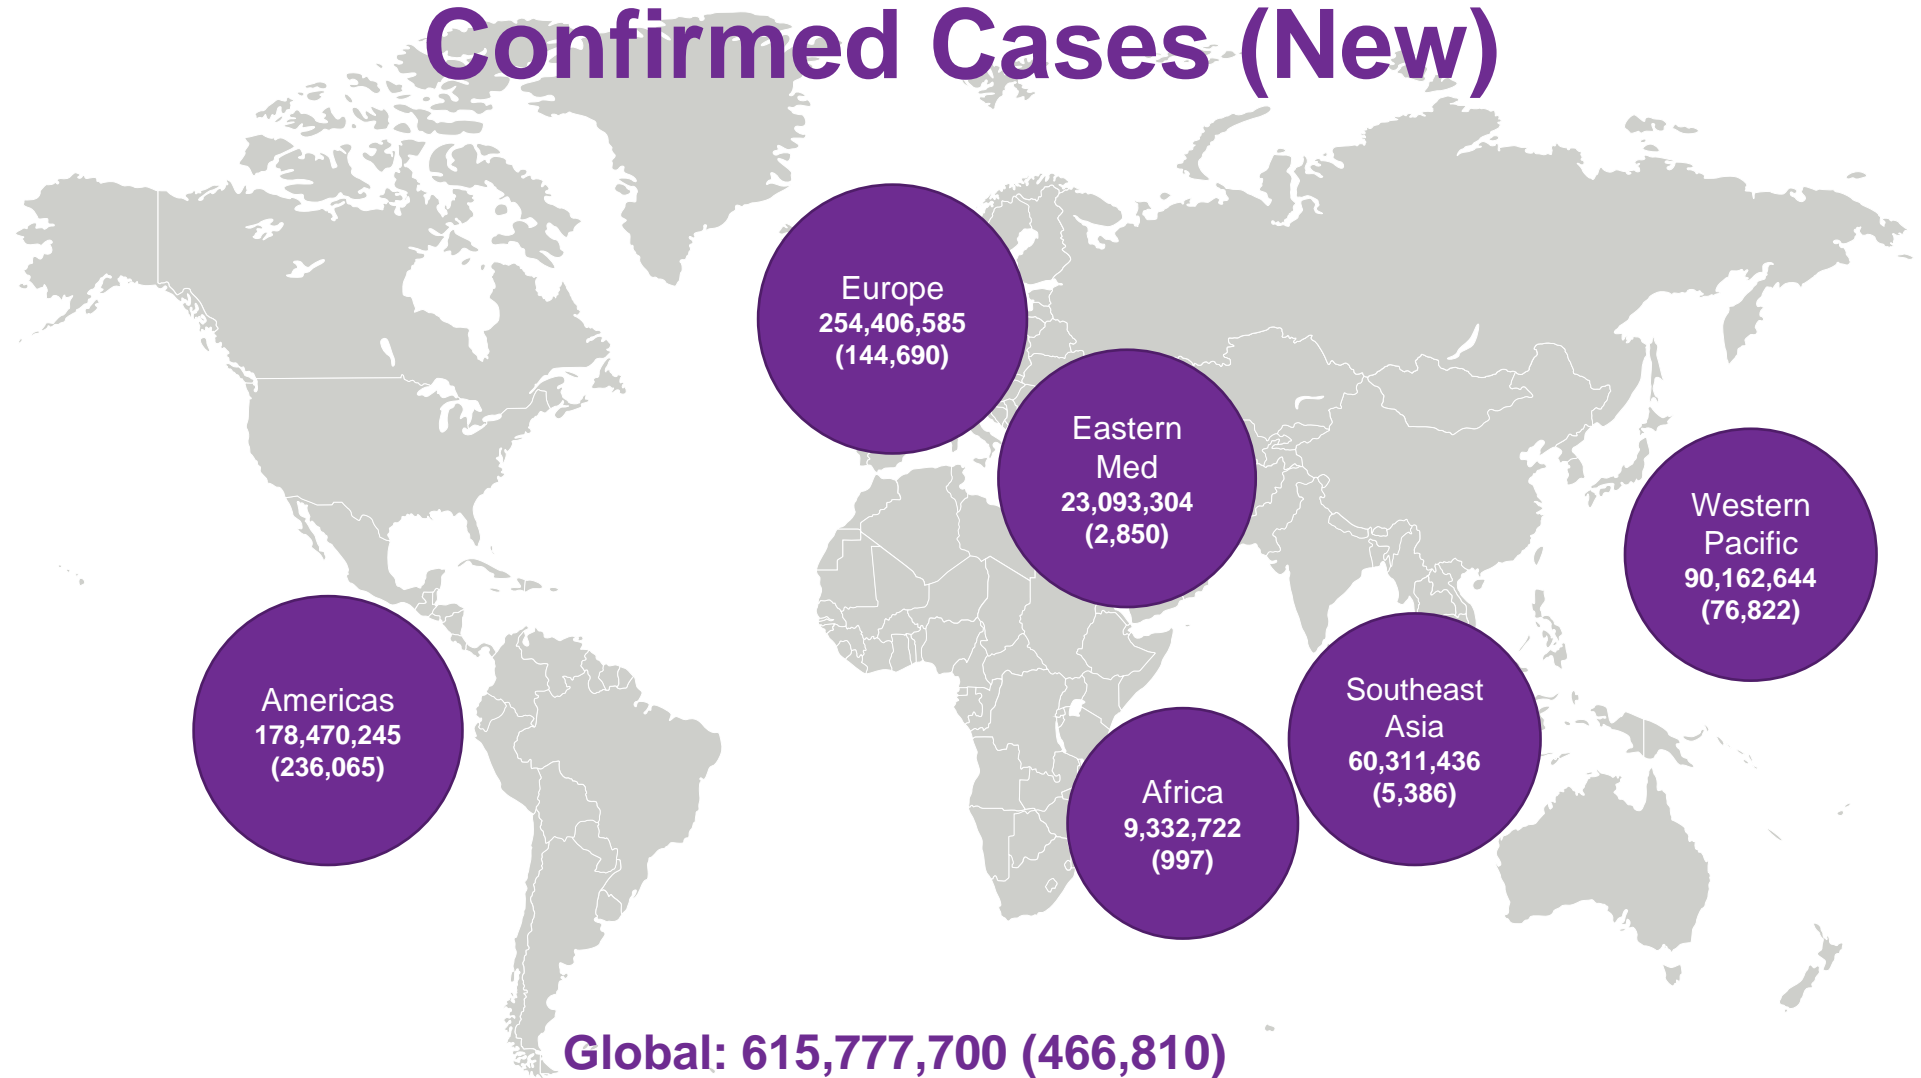 Confirmed Cases (New)
Europe
254,406,585
(144,690)
Eastern
Med
23,093,304
(2,850)
Western
Pacific
90,162,644
(76,822)
Americas
178,470,245
(236,065)
Southeast
Asia
60,311,436
(5,386)
Africa
9,332,722
(997)
Global: 615,777,700 (466,810)